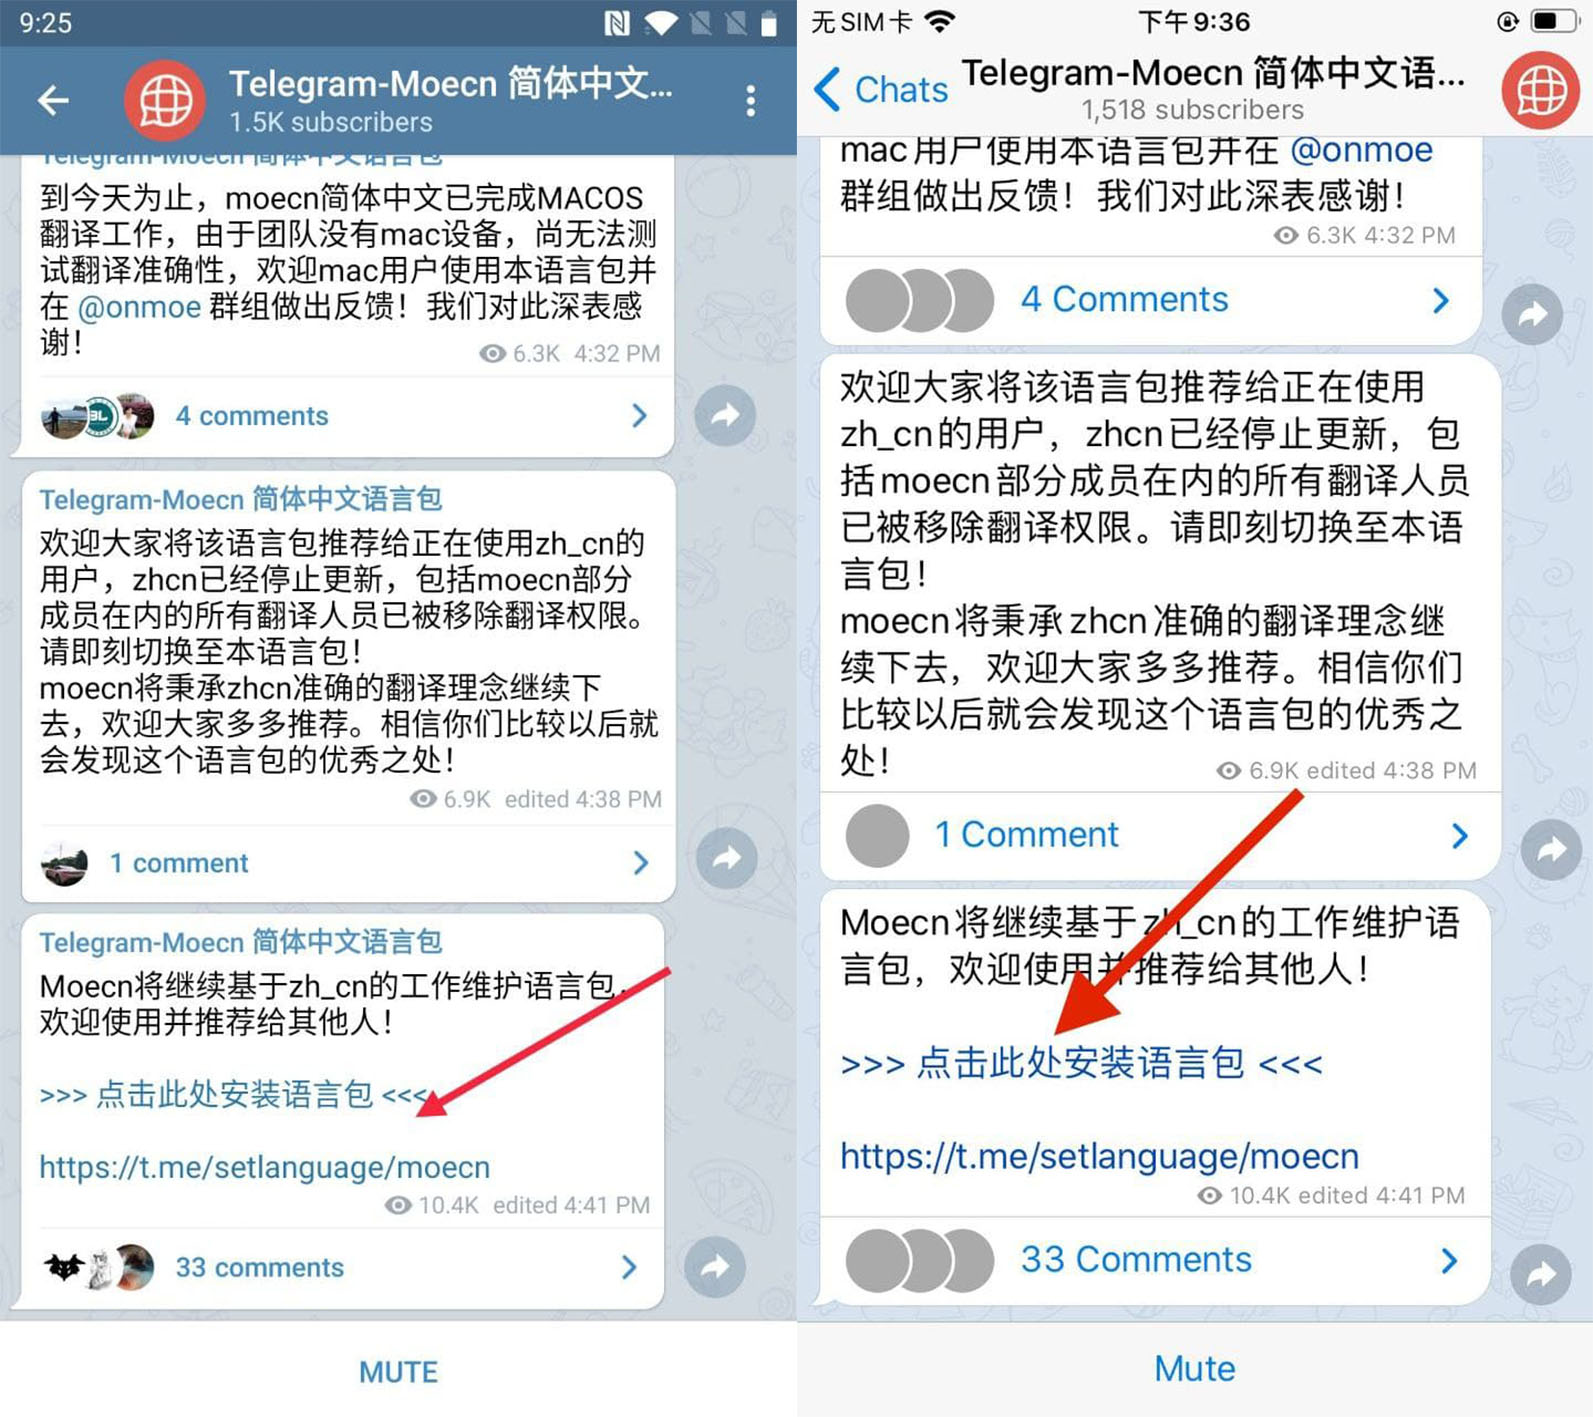 9:25
Telegram-Moecn 简体中文...
1.5K subscribers
Telegram-Moecn 简体中文语言包
到今天为止，moecn简体中文已完成MACOS
翻译工作，由于团队没有mac设备，尚无法测
试翻译准确性，欢迎mac用户使用本语言包并
在 @onmoe 群组做出反馈！我们对此深表感
谢！
6.3K 4:32 PM
4 comments
Telegram-Moecn 简体中文语言包
欢迎大家将该语言包推荐给正在使用zh_cn的
用户，zhcn已经停止更新，包括moecn部分
成员在内的所有翻译人员已被移除翻译权限。
请即刻切换至本语言包！
moecn将秉承zhcn准确的翻译理念继续下
去，欢迎大家多多推荐。相信你们比较以后就
会发现这个语言包的优秀之处！
6.9K edited 4:38 PM
1 comment
Telegram-Moecn 简体中文语言包
Moecn将继续基于zh_cn的工作维护语言包，
欢迎使用并推荐给其他人！
>>> 点击此处安装语言包 <<<
https://t.me/setlanguage/moecn
10.4K edited 4:41 PM
33 comments
MUTE
无SIM卡
下午9:36
Chats
Telegram-Moecn 简体中文语...
1,518 subscribers
mac用户使用本语言包并在 @onmoe
群组做出反馈！我们对此深表感谢！
6.3K 4:32 PM
4 Comments
欢迎大家将该语言包推荐给正在使用
zh_cn的用户，zhcn已经停止更新，包
括moecn部分成员在内的所有翻译人员
已被移除翻译权限。请即刻切换至本语
言包！
moecn将秉承zhcn准确的翻译理念继
续下去，欢迎大家多多推荐。相信你们
比较以后就会发现这个语言包的优秀之
处！
6.9K edited 4:38 PM
1 Comment
Moecn将继续基于zh_cn的工作维护语
言包，欢迎使用并推荐给其他人！
>>> 点击此处安装语言包 <<<
https://t.me/setlanguage/moecn
10.4K edited 4:41 PM
33 Comments
Mute